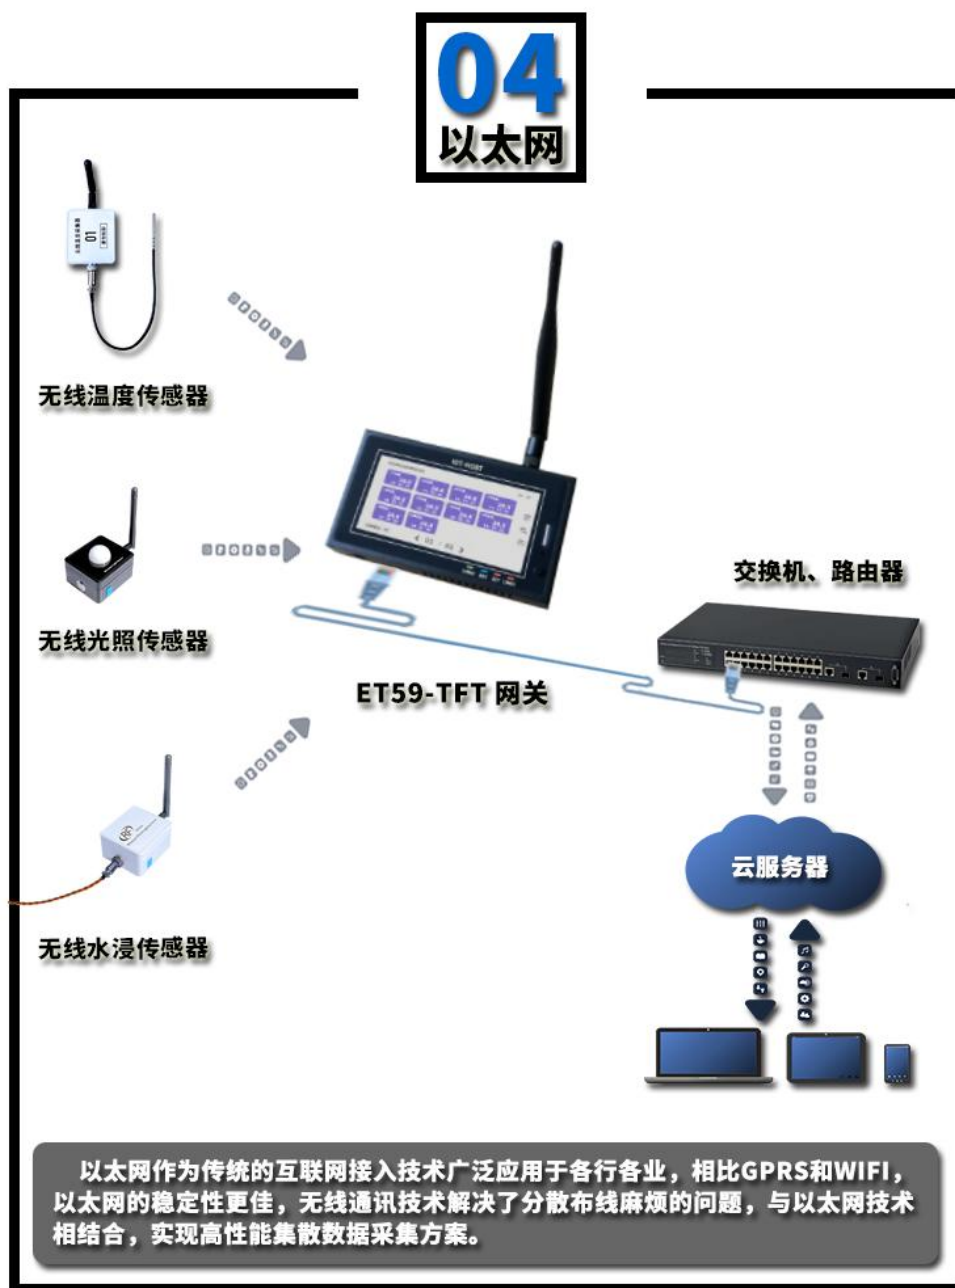 04
以太网
01
无线温度传感器
无线光照传感器
交换机、路由器
ET59-TFT 网关
云服务器
无线水浸传感器
以太网作为传统的互联网接入技术广泛应用于各行各业，相比GPRS和WIFI，
以太网的稳定性更佳，无线通讯技术解决了分散布线麻烦的问题，与以太网技术
相结合，实现高性能集散数据采集方案。